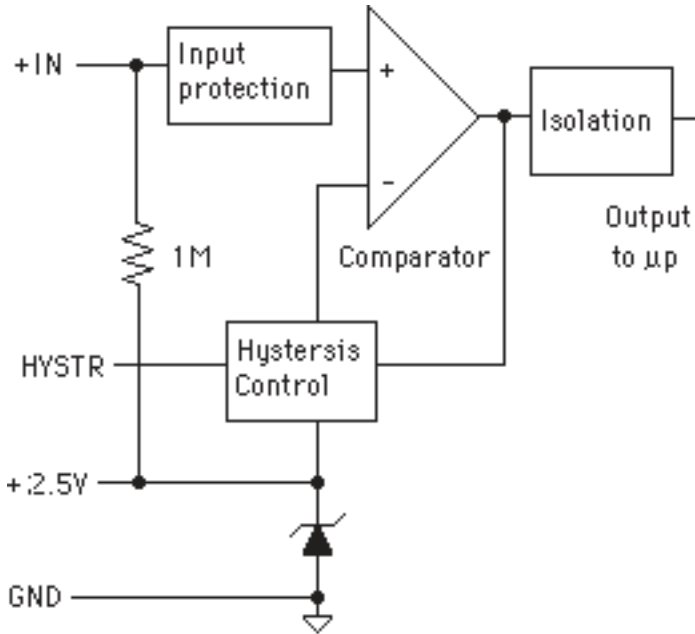 +IN
Input
protection
+
-
Isolation
Output
to μp
1M
Comparator
HYSTR
Hystersis
Control
+2.5V
GND